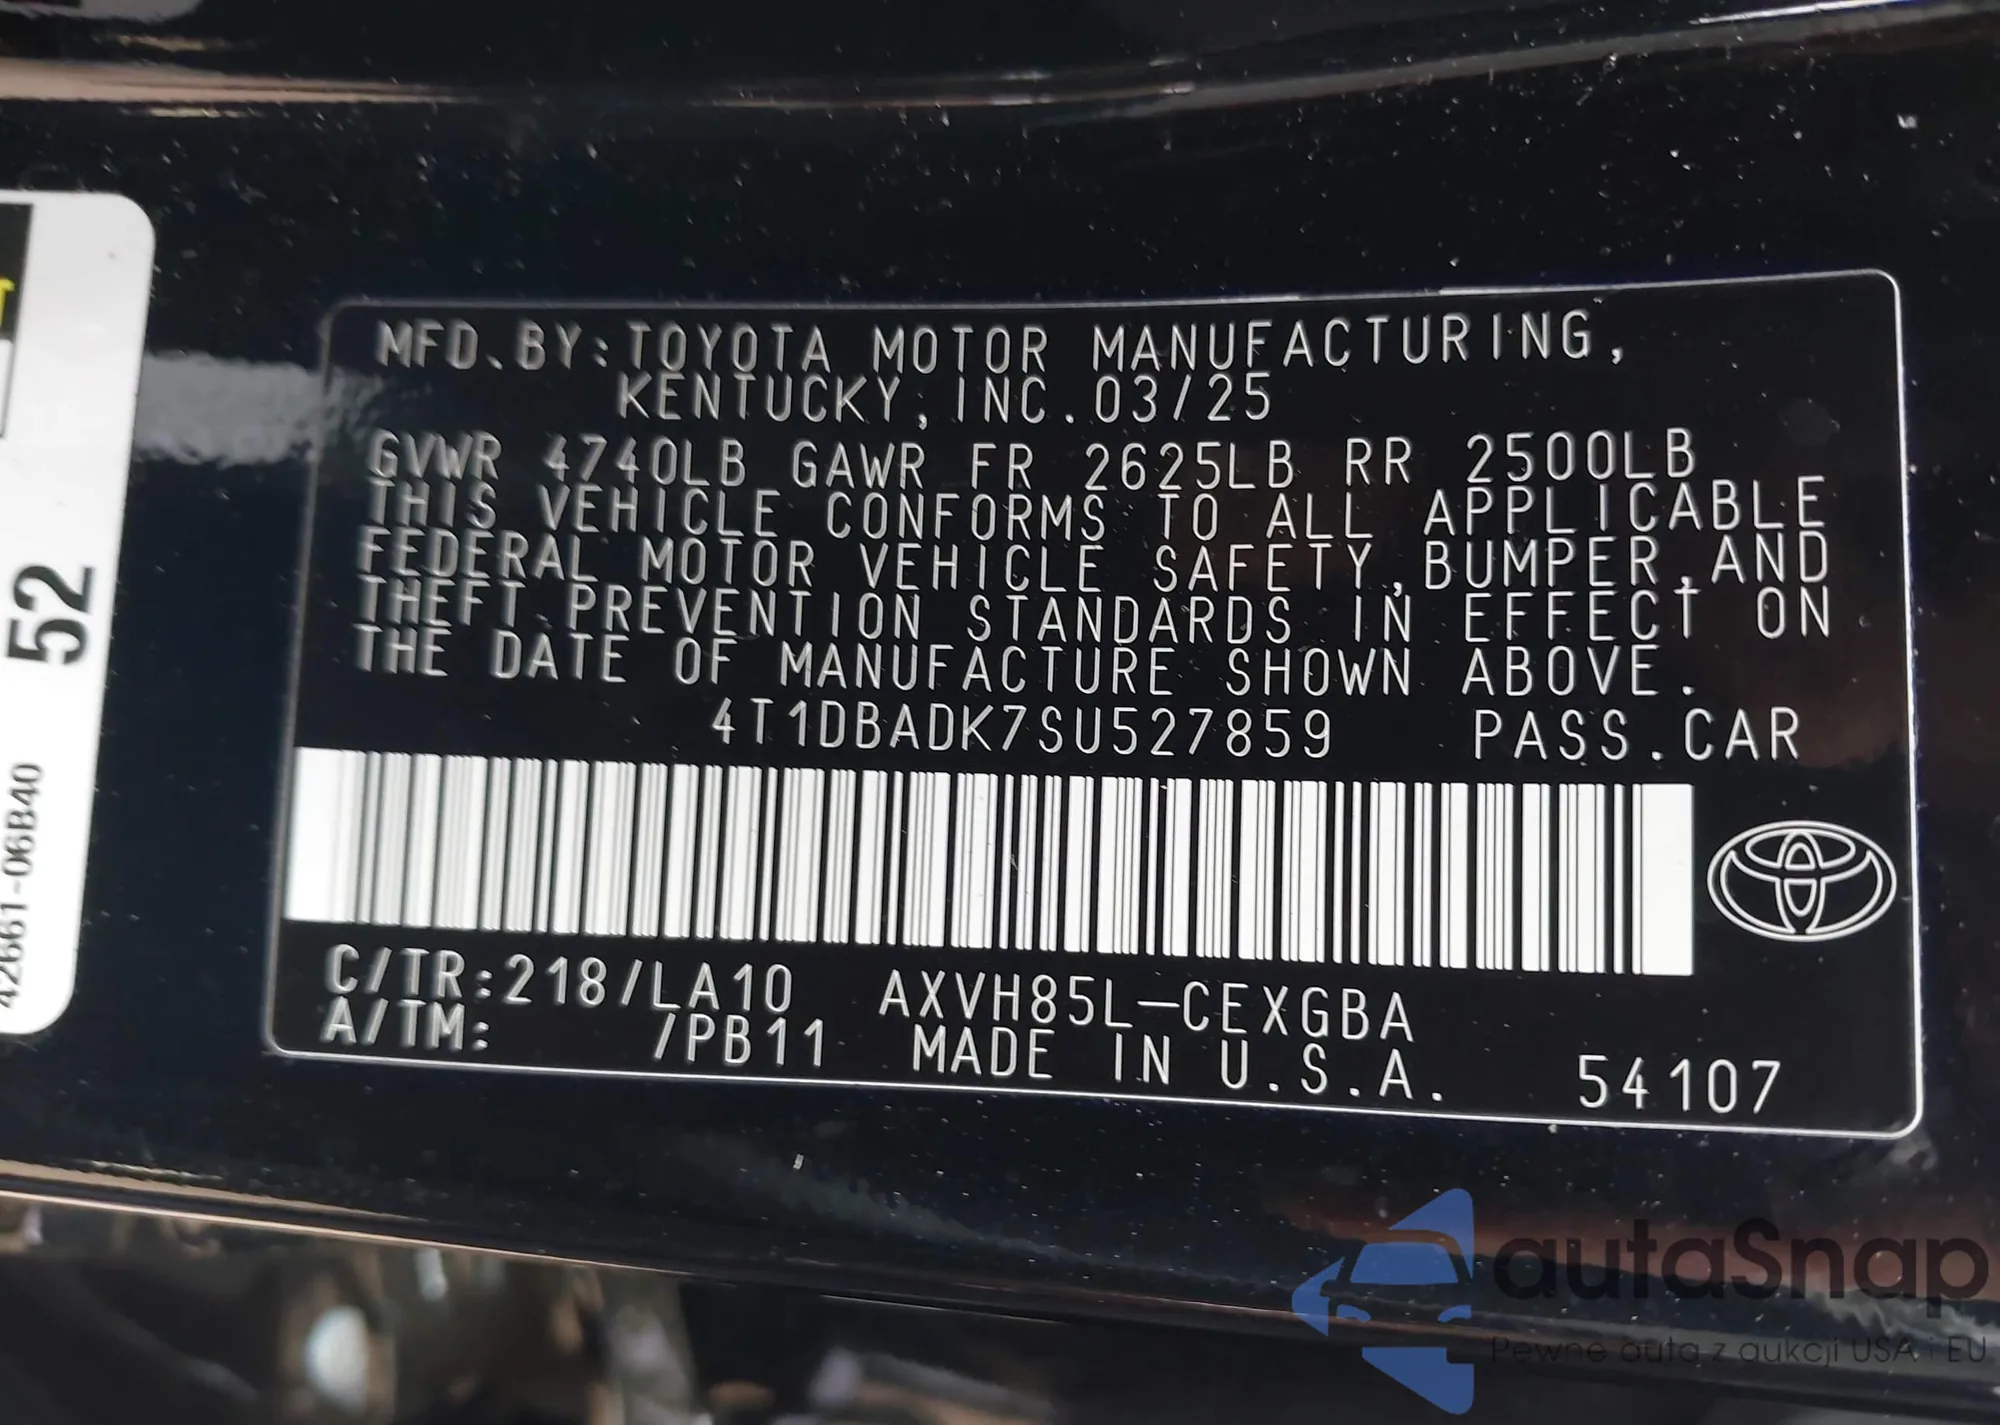 MFD.BY:TOYOTA MOTOR MANUFACTURING,
KENTUCKY, INC. 03/25
GVWR 4740LB GAWR FR 2625LB RR 2500LB
THIS VEHICLE CONFORMS TO ALL APPLICABLE
FEDERAL MOTOR VEHICLE SAFETY,BUMPER,AND
THEFT PREVENTION STANDARDS IN EFFECT ON
THE DATE OF MANUFACTURE SHOWN ABOVE.
4T1DBADK7SU527859 PASS.CAR
C/TR:218/LA10 AXVH85L-CEXGBA
A/TM: /PB11 MADE IN U.S.A. 54107
52
42661-06B40
autaSnap
Pewne auta z aukcji USA i EU